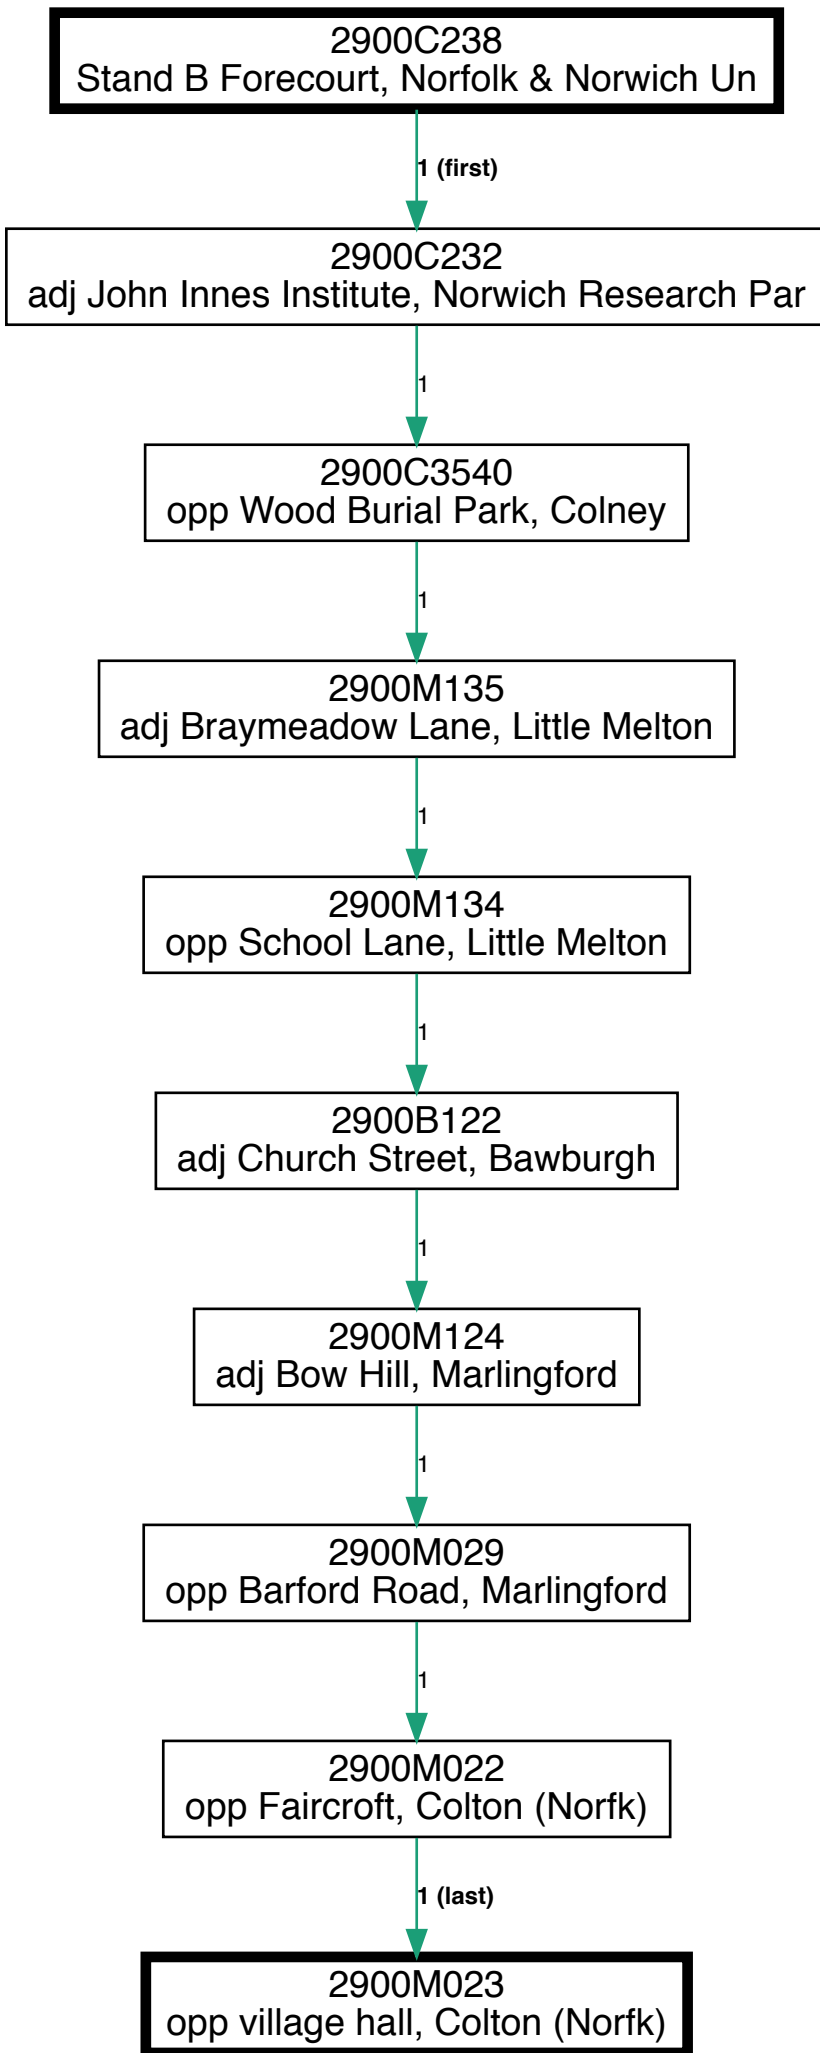 2900C238
Stand B Forecourt, Norfolk & Norwich Un
1 (first)
2900C232
adj John Innes Institute, Norwich Research Par
1
2900C3540
opp Wood Burial Park, Colney
1
2900M135
adj Braymeadow Lane, Little Melton
1
2900M134
opp School Lane, Little Melton
1
2900B122
adj Church Street, Bawburgh
1
2900M124
adj Bow Hill, Marlingford
1
2900M029
opp Barford Road, Marlingford
1
2900M022
opp Faircroft, Colton (Norfk)
1 (last)
2900M023
opp village hall, Colton (Norfk)